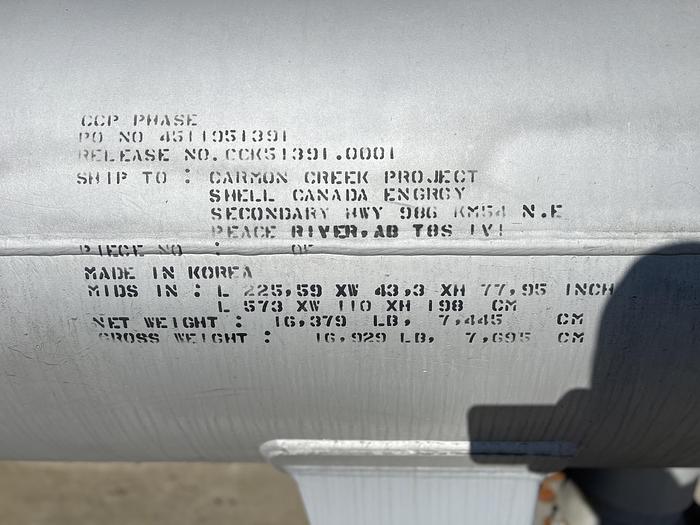 CCP PHASE
PO NO 4511951391
RELEASE NO.CCK51391.0001
SHIP TO : CARMON CREEK PROJECT
SHELL CANADA ENGRGY
SECONDARY HWY 986 KM54 N.E
PEACE RIVER,AB T8S 1V1
PIECE NO : OF
MADE IN KOREA
MIDS IN : L 225,59 XW 43,3 XH 77,95 INCH
L 573 XW 110 XH 198 CM
NET WEIGHT : 16,379 LB, 7,445 CM
GROSS WEIGHT : 16,929 LB, 7,695 CM